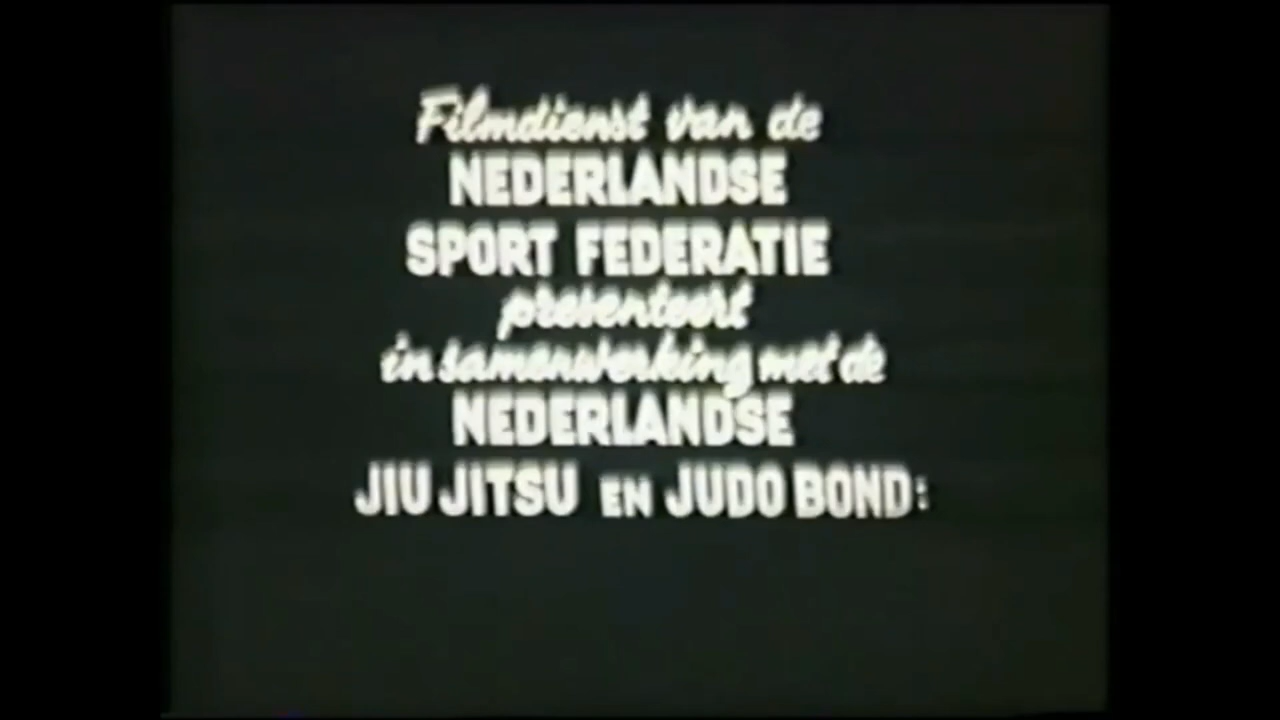 Filmdienst van de
NEDERLANDSE
SPORT FEDERATIE
presenteert
in samenwerking met de
NEDERLANDSE
JIU JITSU EN JUDO BOND: